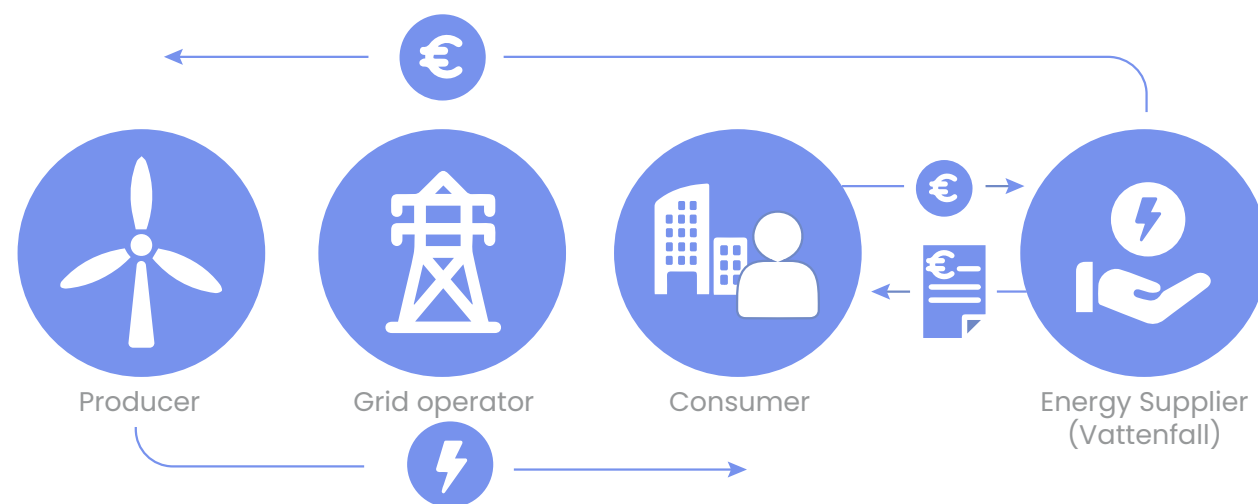 €
€
€
Producer
Grid operator
Consumer
Energy Supplier
(Vattenfall)